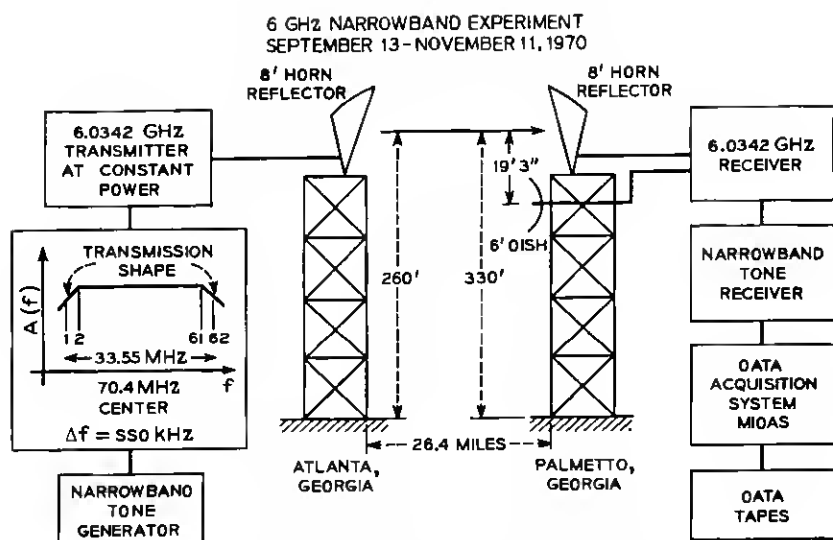 6 GHz NARROWBAND EXPERIMENT
SEPTEMBER 13-NOVEMBER 11, 1970
8' HORN
REFLECTOR
8' HORN
REFLECTOR
6.0342 GHz
TRANSMITTER
AT CONSTANT
POWER
19' 3"
6.0342 GHz
RECEIVER
TRANSMISSION
SHAPE
A(f)
1 2
61 62
33.55 MHz
f
70.4 MHz
CENTER
Δf = 550 kHz
260'
330'
6' DISH
NARROWBAND
TONE
RECEIVER
DATA
ACQUISITION
SYSTEM
MIDAS
26.4 MILES
NARROWBAND
TONE
GENERATOR
ATLANTA,
GEORGIA
PALMETTO,
GEORGIA
DATA
TAPES